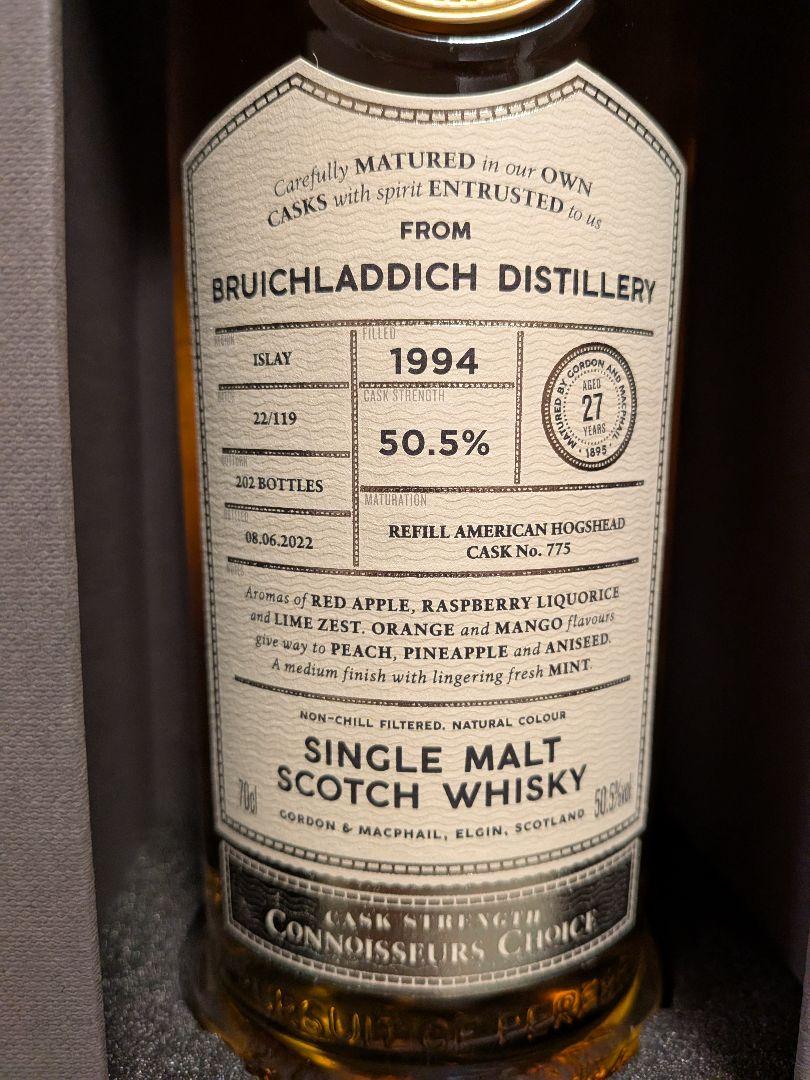 Carefully MATURED in our OWN
CASKS with spirit ENTRUSTED to us
FROM
BRUICHLADDICH DISTILLERY
REGION
ISLAY
BATCH
22/119
202 BOTTLES
08.06.2022
FILLED
1994
CASK STRENGTH
50.5%
MATURED BY GORDON AND MACPHAIL
AGED
27
YEARS
· 1895 ·
MATURATION
REFILL AMERICAN HOGSHEAD
CASK No. 775
NOTES
Aromas of RED APPLE, RASPBERRY LIQUORICE
and LIME ZEST. ORANGE and MANGO flavours
give way to PEACH, PINEAPPLE and ANISEED.
A medium finish with lingering fresh MINT.
NON-CHILL FILTERED. NATURAL COLOUR
SINGLE MALT
SCOTCH WHISKY
70cl
50.5%vol
GORDON & MACPHAIL, ELGIN, SCOTLAND
CASK STRENGTH
CONNOISSEURS CHOICE